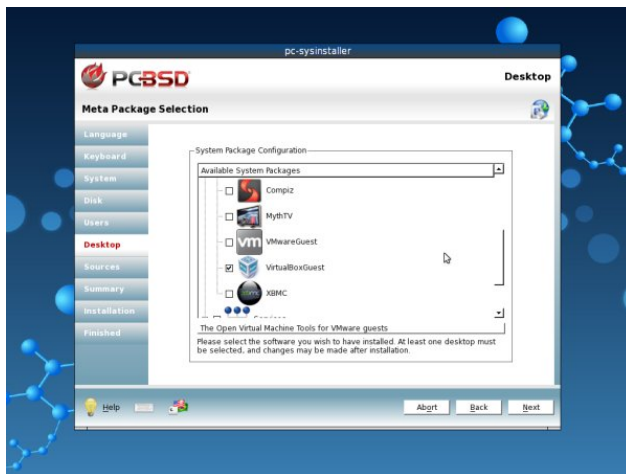 pc-sysinstaller
PCBSD
Desktop
Meta Package Selection
Language
Keyboard
System
Disk
Users
Desktop
Sources
Summary
Installation
Finished
System Package Configuration
Available System Packages
Compiz
MythTV
vm
VMwareGuest
VirtualBoxGuest
XBMC
The Open Virtual Machine Tools for VMware guests
Please select the software you wish to have installed. At least one desktop must
be selected, and changes may be made after installation.
Help
Abort
Back
Next